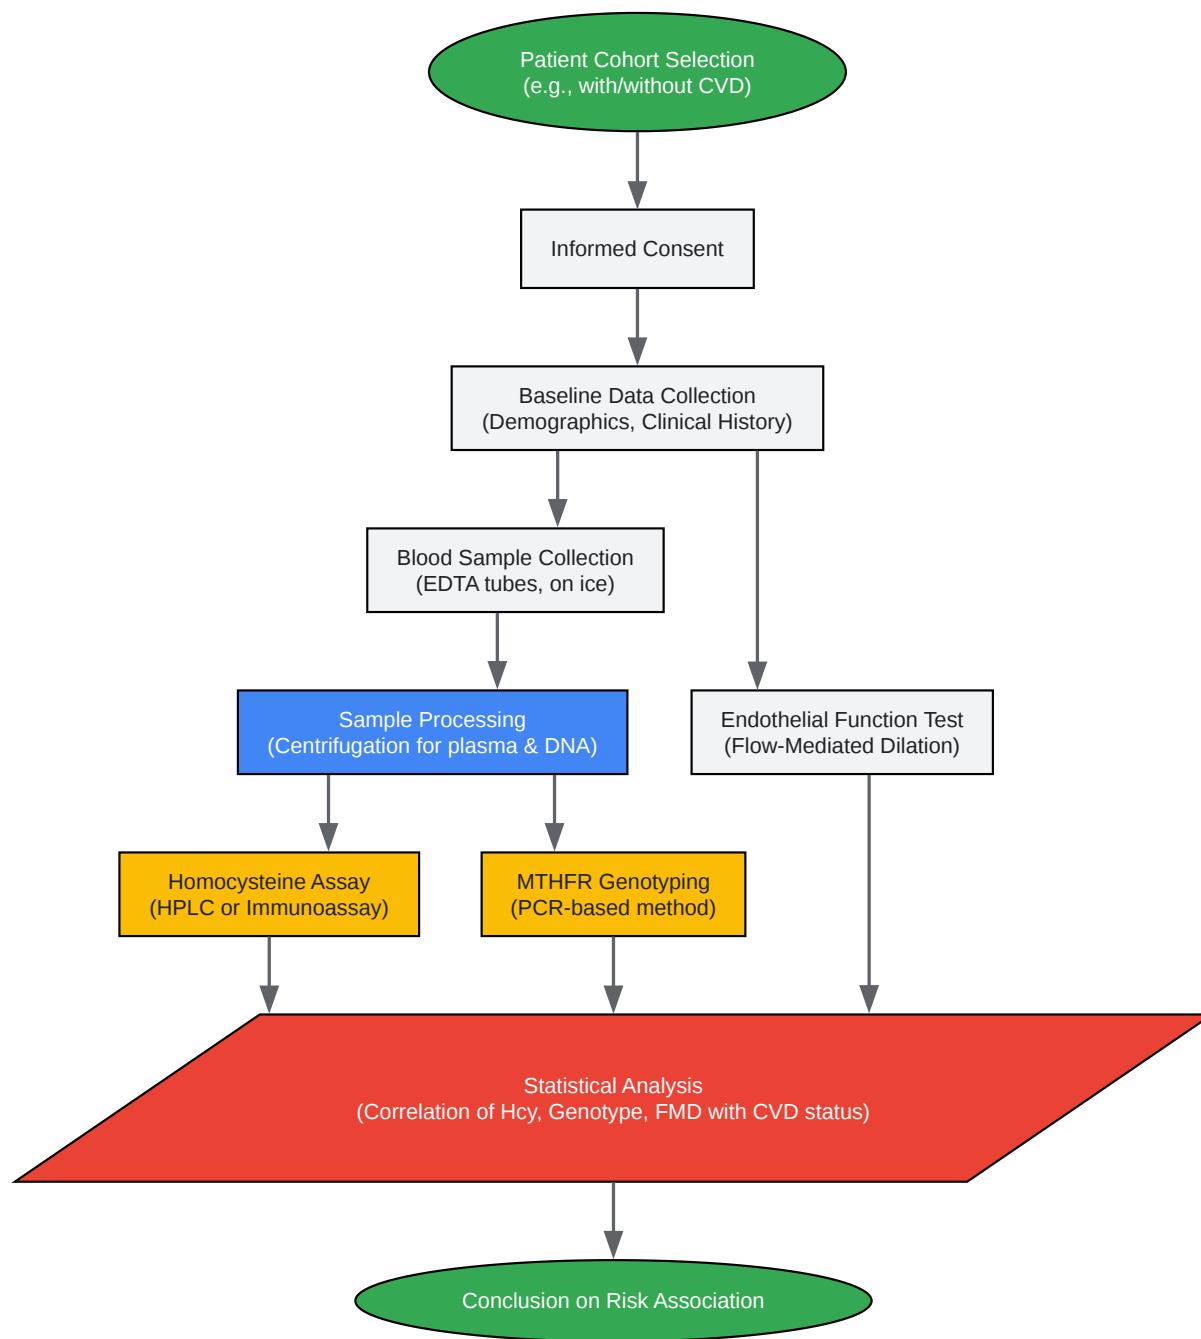 Patient Cohort Selection
(e.g., with/without CVD)
Informed Consent
Baseline Data Collection
(Demographics, Clinical History)
Blood Sample Collection
(EDTA tubes, on ice)
Sample Processing
(Centrifugation for plasma & DNA)
Endothelial Function Test
(Flow-Mediated Dilation)
Homocysteine Assay
(HPLC or Immunoassay)
MTHFR Genotyping
(PCR-based method)
Statistical Analysis
(Correlation of Hcy, Genotype, FMD with CVD status)
Conclusion on Risk Association